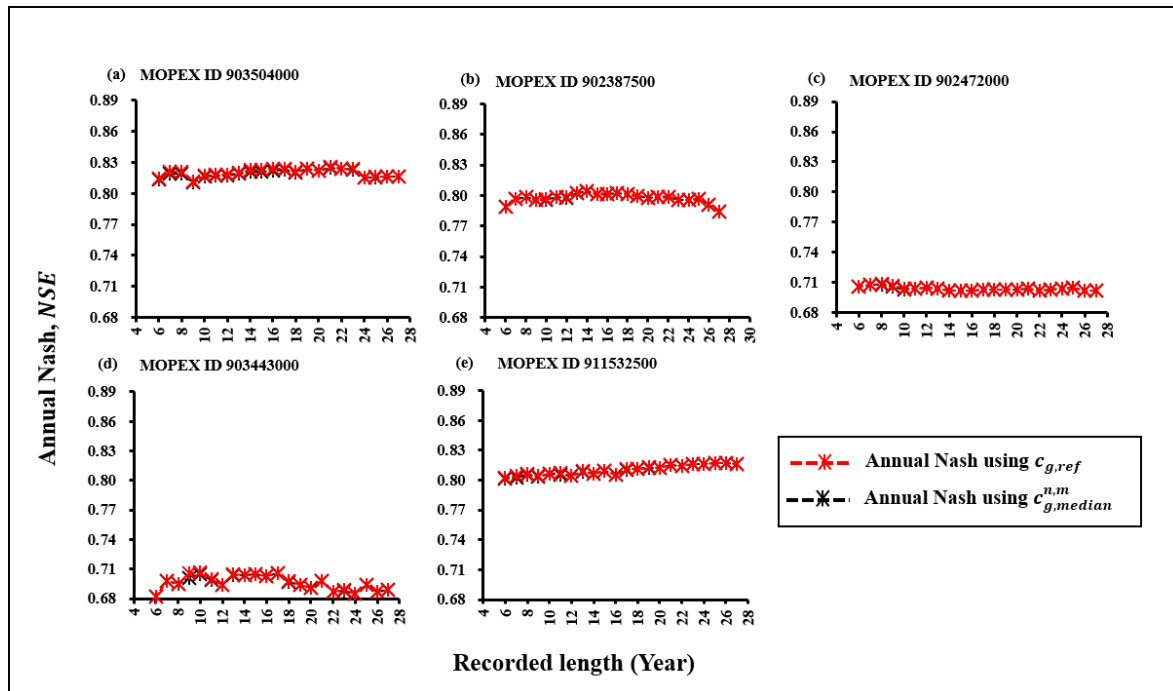 (a) MOPEX ID 903504000
0.89
0.86
0.83
0.80
0.77
0.74
0.71
0.68
4 6 8 10 12 14 16 18 20 22 24 26 28
(b) MOPEX ID 902387500
0.89
0.86
0.83
0.80
0.77
0.74
0.71
0.68
4 6 8 10 12 14 16 18 20 22 24 26 28 30
(c) MOPEX ID 902472000
0.89
0.86
0.83
0.80
0.77
0.74
0.71
0.68
4 6 8 10 12 14 16 18 20 22 24 26 28
Annual Nash, NSE
(d) MOPEX ID 903443000
0.89
0.86
0.83
0.80
0.77
0.74
0.71
0.68
4 6 8 10 12 14 16 18 20 22 24 26 28
(e) MOPEX ID 911532500
0.89
0.86
0.83
0.80
0.77
0.74
0.71
0.68
4 6 8 10 12 14 16 18 20 22 24 26 28
Annual Nash using c_{g,ref}
Annual Nash using c_{g,median}^{n,m}
Recorded length (Year)